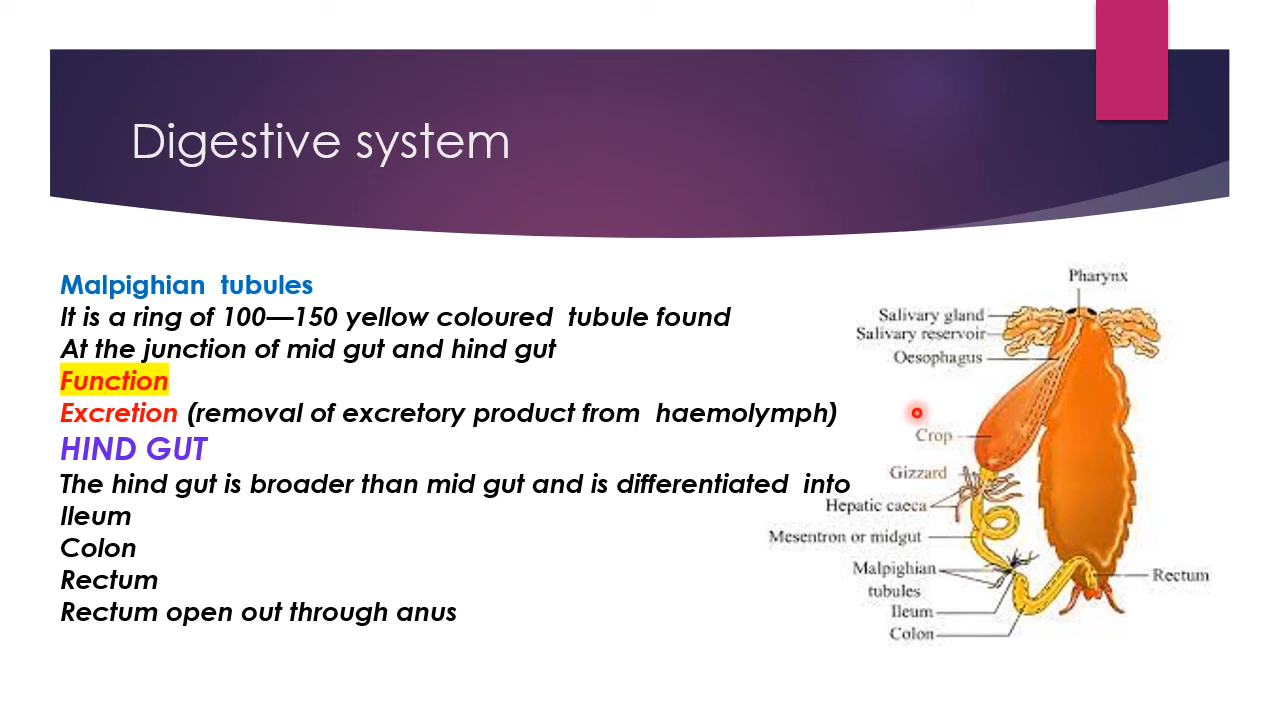 Digestive system
Malpighian  tubules
It is a ring of 100—150 yellow coloured  tubule found
At the junction of mid gut and hind gut
Function
Excretion (removal of excretory product from  haemolymph)
HIND GUT
The hind gut is broader than mid gut and is differentiated  into
Ileum
Colon
Rectum
Rectum open out through anus
Pharynx
Salivary gland
Salivary reservoir
Oesophagus
Crop
Gizzard
Hepatic caeca
Mesentron or midgut
Malpighian
tubules
Ileum
Colon
Rectum